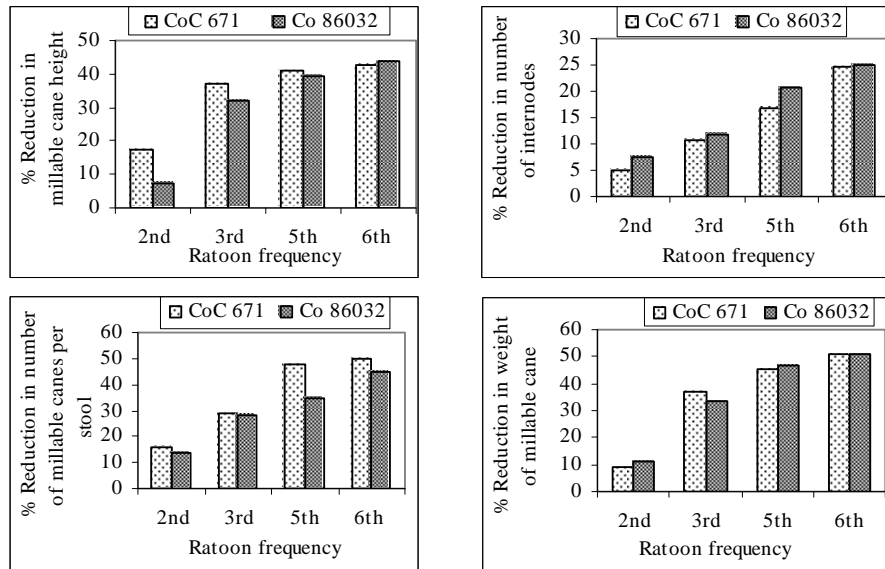 CoC 671 Co 86032
% Reduction in
millable cane height
50
40
30
20
10
0
2nd 3rd 5th 6th
Ratoon frequency
CoC 671 Co 86032
% Reduction in number
of internodes
30
25
20
15
10
5
0
2nd 3rd 5th 6th
Ratoon frequency
CoC 671 Co 86032
% Reduction in number
of millable canes per
stool
60
50
40
30
20
10
0
2nd 3rd 5th 6th
Ratoon frequency
CoC 671 Co 86032
% Reduction in weight
of millable cane
60
50
40
30
20
10
0
2nd 3rd 5th 6th
Ratoon frequency